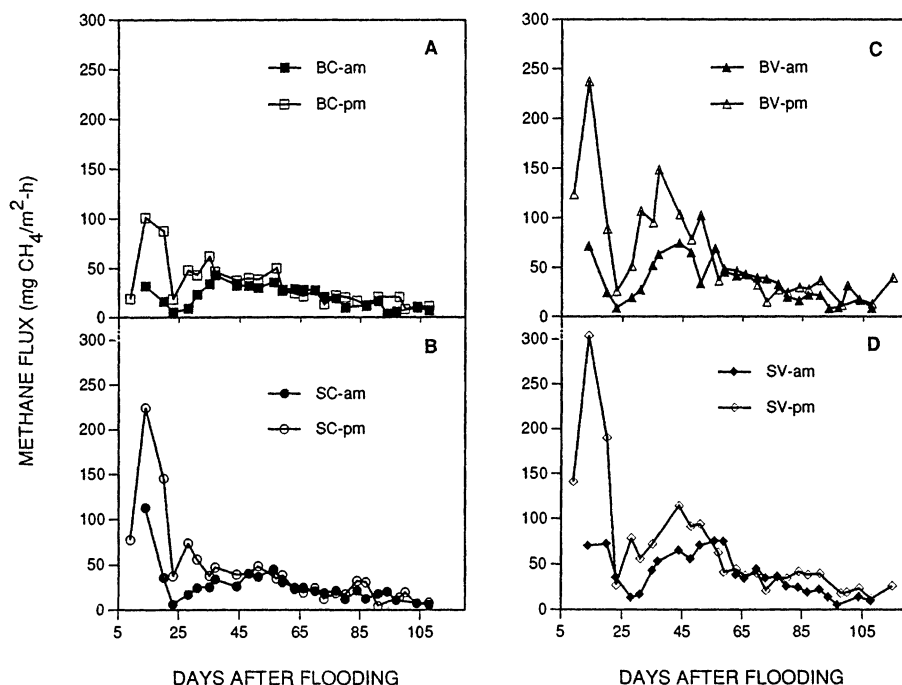 METHANE FLUX (mg CH4/m2-h)
A
300
250
200
150
100
50
0
BC-am
BC-pm
B
300
250
200
150
100
50
0
SC-am
SC-pm
5 25 45 65 85 105
DAYS AFTER FLOODING
C
300
250
200
150
100
50
0
BV-am
BV-pm
D
300
250
200
150
100
50
0
SV-am
SV-pm
5 25 45 65 85 105
DAYS AFTER FLOODING